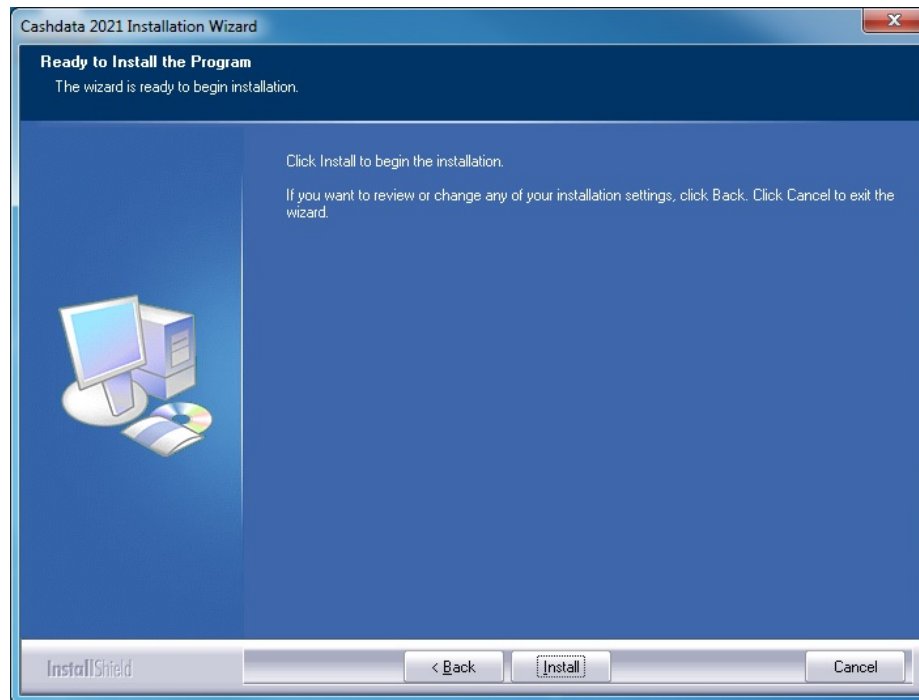 Cashdata 2021 Installation Wizard
Ready to Install the Program
The wizard is ready to begin installation.
Click Install to begin the installation.
If you want to review or change any of your installation settings, click Back. Click Cancel to exit the
wizard.
InstallShield
< Back
Install
Cancel